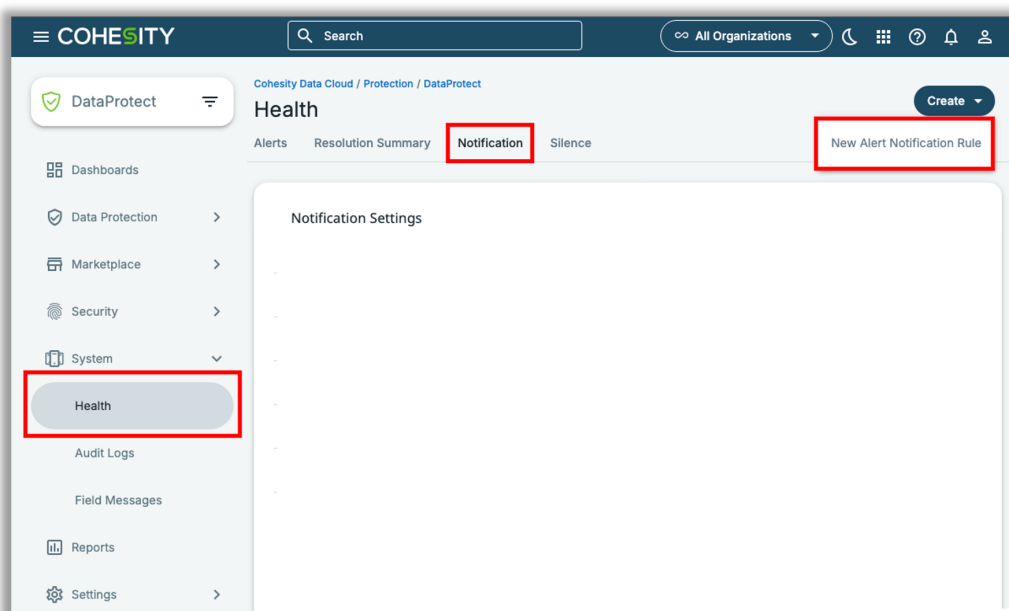 COHESITY
Search
All Organizations
DataProtect
Cohesity Data Cloud / Protection / DataProtect
Health
Create
Alerts
Resolution Summary
Notification
Silence
New Alert Notification Rule
Dashboards
Data Protection
Marketplace
Security
System
Health
Audit Logs
Field Messages
Reports
Settings
Notification Settings